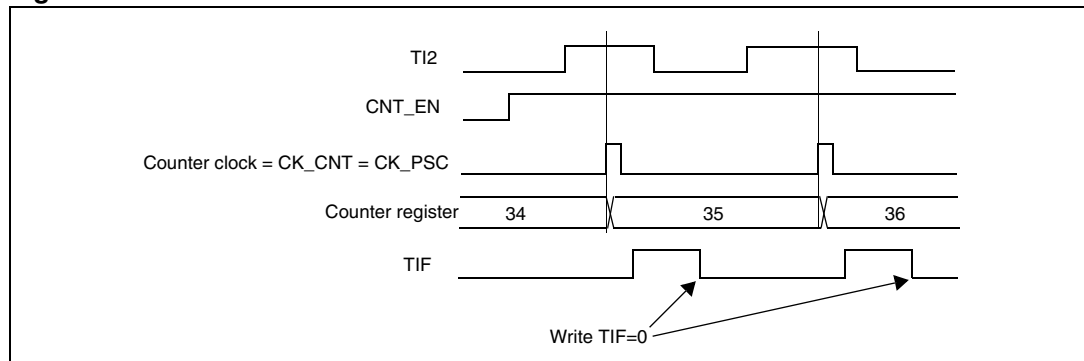 TI2
CNT_EN
Counter clock = CK_CNT = CK_PSC
Counter register 34 35 36
TIF
Write TIF=0